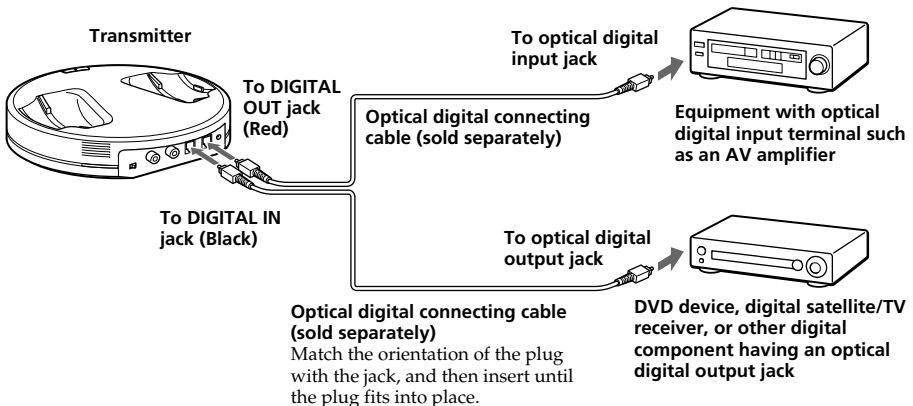 Transmitter
To DIGITAL
OUT jack
(Red)
To optical digital
input jack
Optical digital connecting
cable (sold separately)
Equipment with optical
digital input terminal such
as an AV amplifier
To DIGITAL IN
jack (Black)
To optical digital
output jack
Optical digital connecting cable
(sold separately)
Match the orientation of the plug
with the jack, and then insert until
the plug fits into place.
DVD device, digital satellite/TV
receiver, or other digital
component having an optical
digital output jack